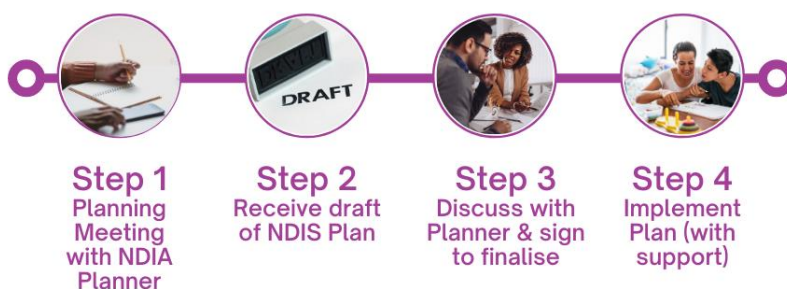 DRAFT
Step 1
Planning
Meeting
with NDIA
Planner
Step 2
Receive draft
of NDIS Plan
Step 3
Discuss with
Planner & sign
to finalise
Step 4
Implement
Plan (with
support)